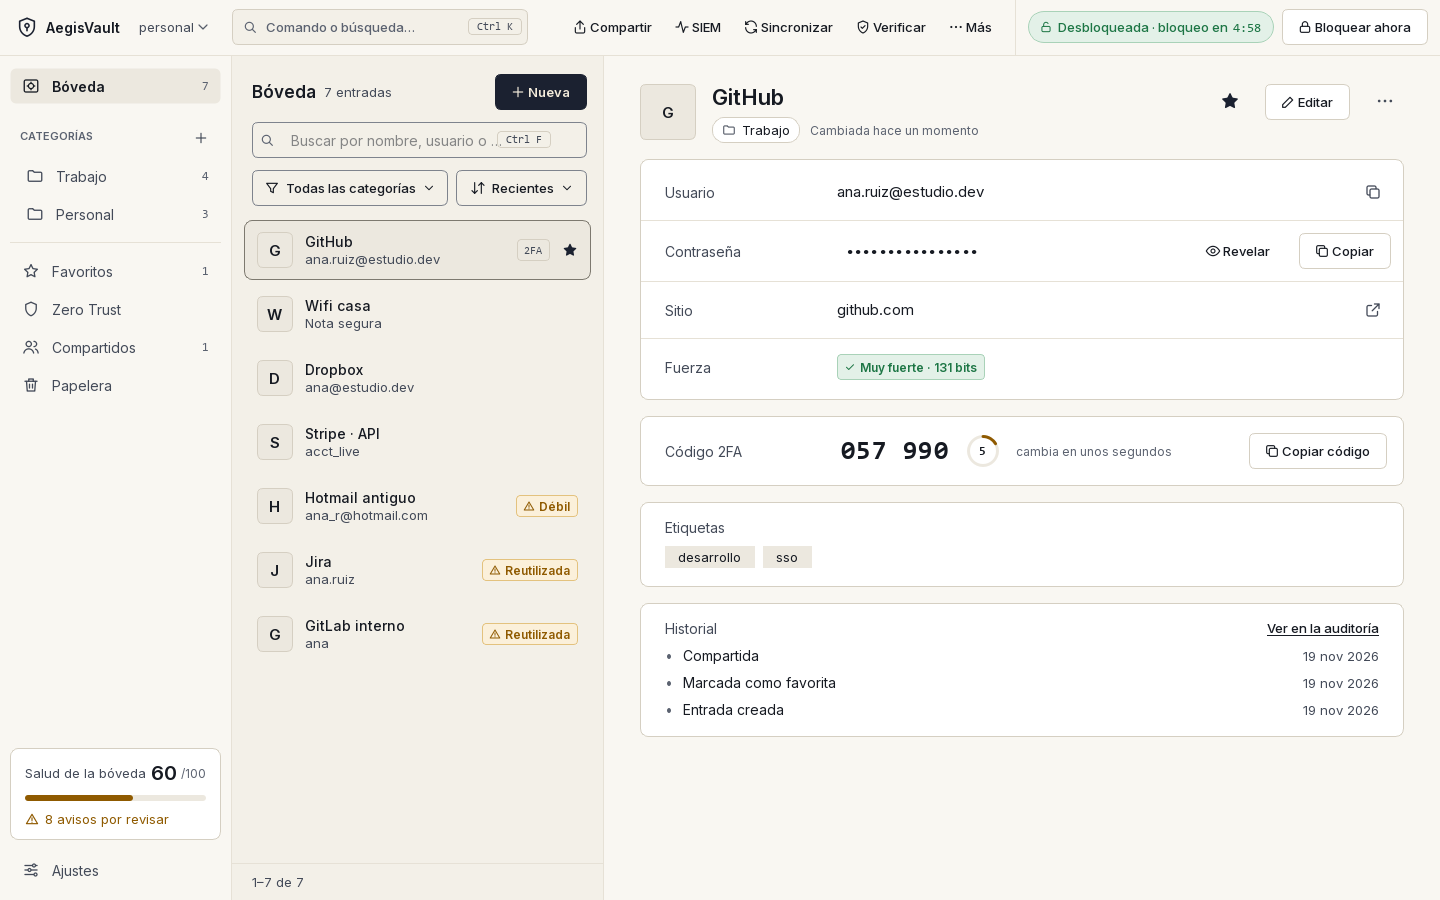 AegisVault
personal
Comando o búsqueda…
Ctrl K
Compartir
SIEM
Sincronizar
Verificar
Más
Desbloqueada · bloqueo en 4:58
Bloquear ahora
Bóveda 7
CATEGORÍAS
Trabajo 4
Personal 3
Favoritos 1
Zero Trust
Compartidos 1
Papelera
Salud de la bóveda 60 /100
8 avisos por revisar
Ajustes
Bóveda 7 entradas
Nueva
Buscar por nombre, usuario o … Ctrl F
Todas las categorías
Recientes
G
GitHub
ana.ruiz@estudio.dev
2FA
W
Wifi casa
Nota segura
D
Dropbox
ana@estudio.dev
S
Stripe · API
acct_live
H
Hotmail antiguo
ana_r@hotmail.com
Débil
J
Jira
ana.ruiz
Reutilizada
G
GitLab interno
ana
Reutilizada
1–7 de 7
G
GitHub
Trabajo
Cambiada hace un momento
Editar
Usuario ana.ruiz@estudio.dev
Contraseña •••••••••••••••• Revelar Copiar
Sitio github.com
Fuerza Muy fuerte · 131 bits
Código 2FA 057 990 5 cambia en unos segundos Copiar código
Etiquetas
desarrollo sso
Historial Ver en la auditoría
• Compartida 19 nov 2026
• Marcada como favorita 19 nov 2026
• Entrada creada 19 nov 2026